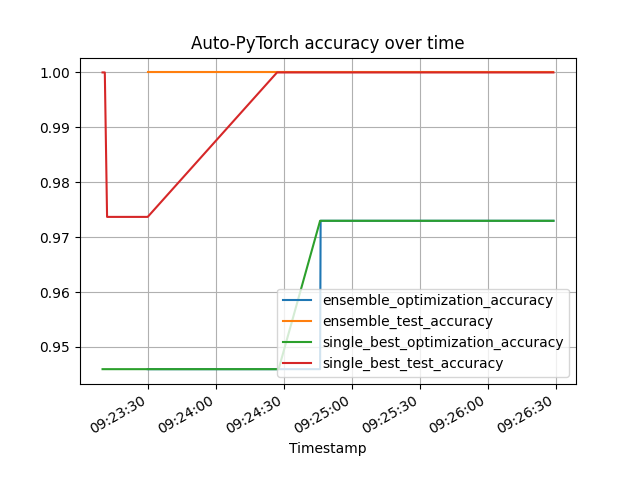 Auto-PyTorch accuracy over time
1.00
0.99
0.98
0.97
0.96
0.95
ensemble_optimization_accuracy
ensemble_test_accuracy
single_best_optimization_accuracy
single_best_test_accuracy
09:23:30
09:24:00
09:24:30
09:25:00
09:25:30
09:26:00
09:26:30
Timestamp